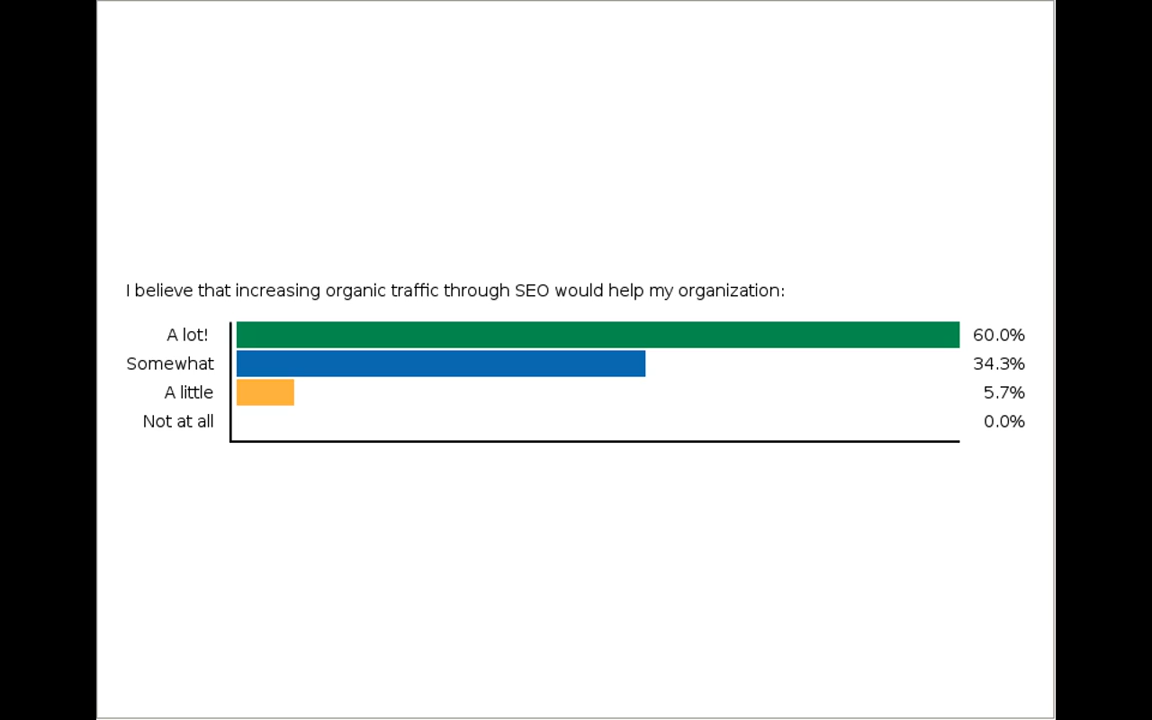 I believe that increasing organic traffic through SEO would help my organization:
A lot! 60.0%
Somewhat 34.3%
A little 5.7%
Not at all 0.0%